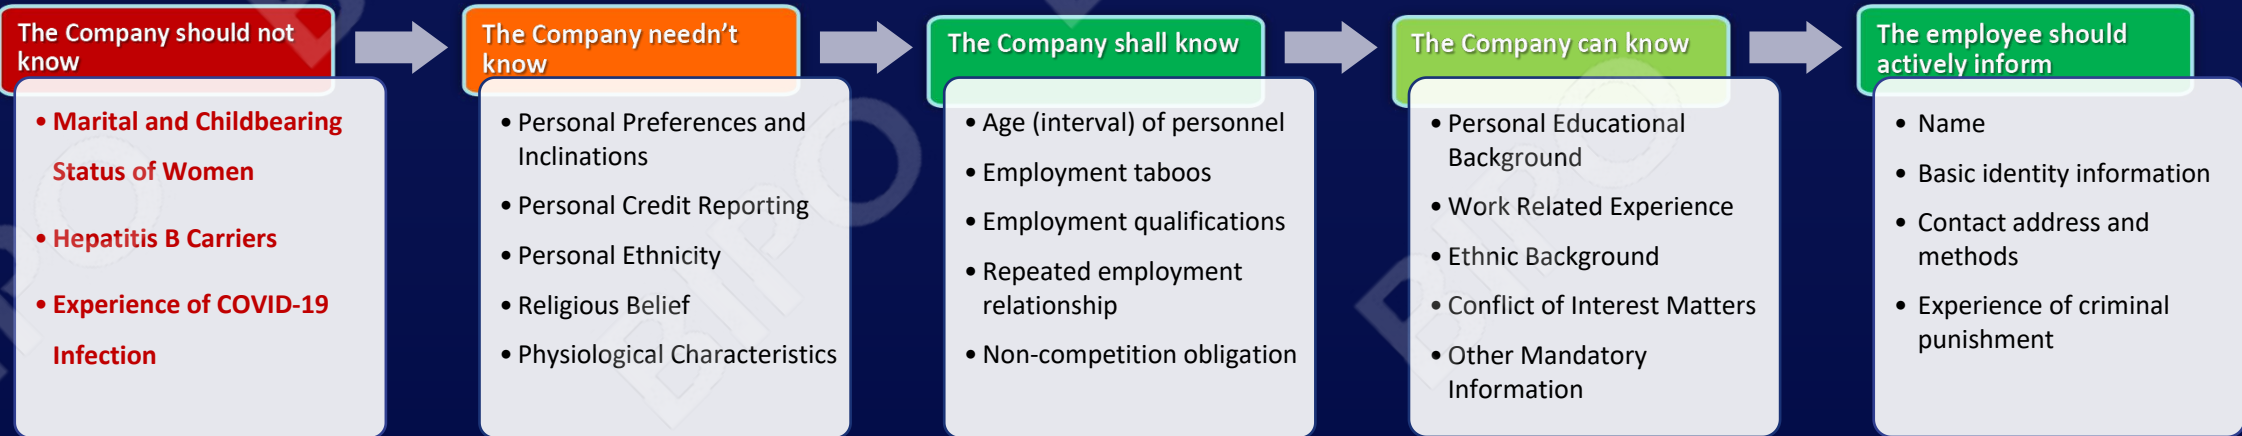 The Company should not
know
• Marital and Childbearing
Status of Women
• Hepatitis B Carriers
• Experience of COVID-19
Infection
The Company needn't
know
• Personal Preferences and
Inclinations
• Personal Credit Reporting
• Personal Ethnicity
• Religious Belief
• Physiological Characteristics
The Company shall know
• Age (interval) of personnel
• Employment taboos
• Employment qualifications
• Repeated employment
relationship
• Non-competition obligation
The Company can know
• Personal Educational
Background
• Work Related Experience
• Ethnic Background
• Conflict of Interest Matters
• Other Mandatory
Information
The employee should
actively inform
• Name
• Basic identity information
• Contact address and
methods
• Experience of criminal
punishment
BIPO
BIPO
BIPO